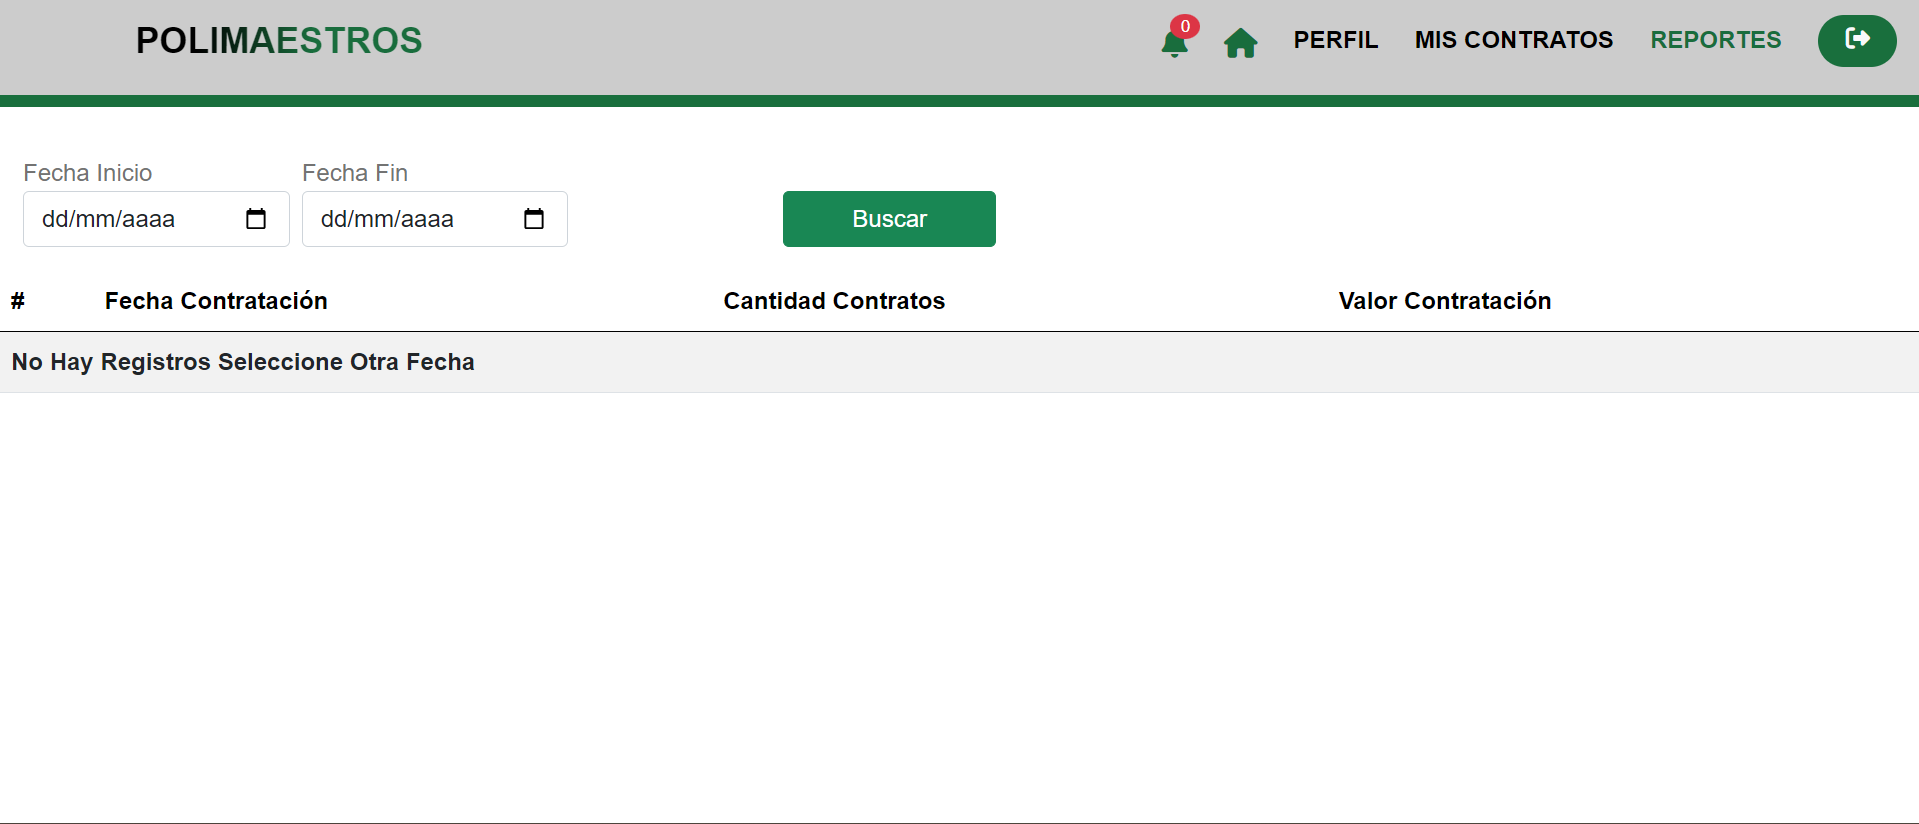 POLIMAESTROS
0
PERFIL MIS CONTRATOS REPORTES
Fecha Inicio Fecha Fin
dd/mm/aaaa dd/mm/aaaa Buscar
# Fecha Contratación Cantidad Contratos Valor Contratación
No Hay Registros Seleccione Otra Fecha